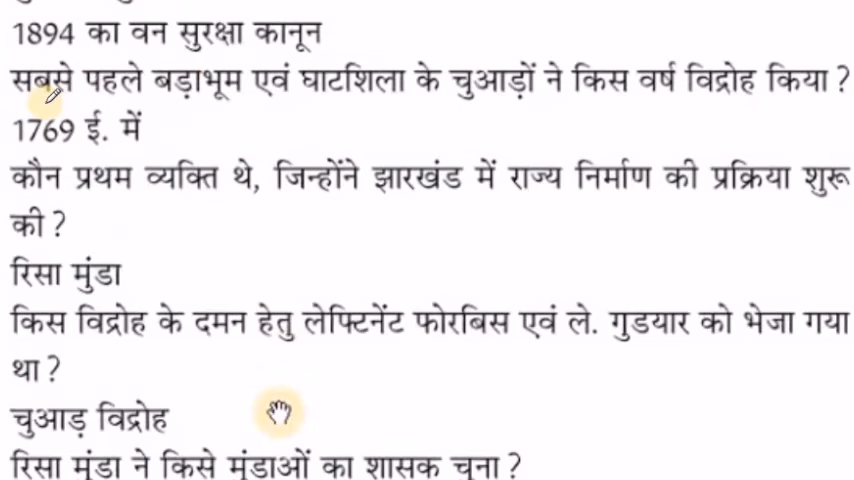 1894 का वन सुरक्षा कानून
सबसे पहले बड़ाभूम एवं घाटशिला के चुआड़ों ने किस वर्ष विद्रोह किया ?
1769 ई. में
कौन प्रथम व्यक्ति थे, जिन्होंने झारखंड में राज्य निर्माण की प्रक्रिया शुरू
की ?
रिसा मुंडा
किस विद्रोह के दमन हेतु लेफ्टिनेंट फोरबिस एवं ले. गुडयार को भेजा गया
था ?
चुआड़ विद्रोह
रिसा मुंडा ने किसे मुंडाओं का शासक चुना ?